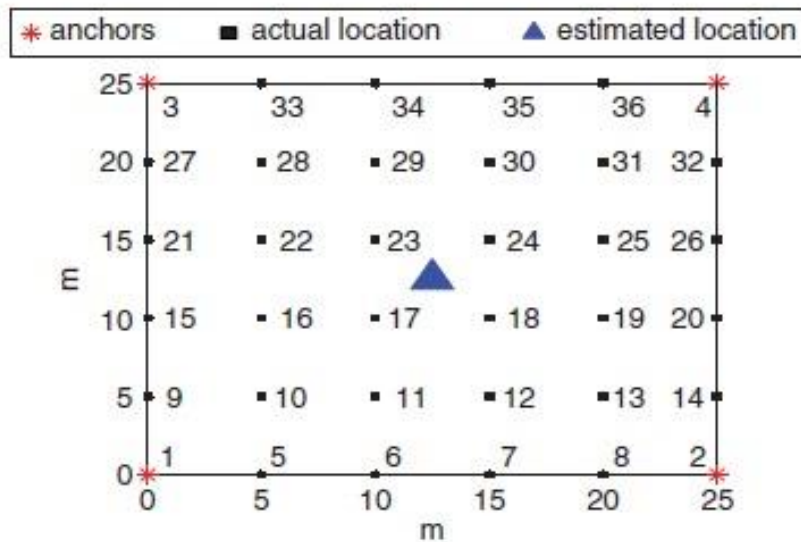 anchors actual location estimated location
25
3 33 34 35 36 4
20 27 28 29 30 31 32
15 21 22 23 24 25 26
m
10 15 16 17 18 19 20
5 9 10 11 12 13 14
1 5 6 7 8 2
0
0 5 10 15 20 25
m